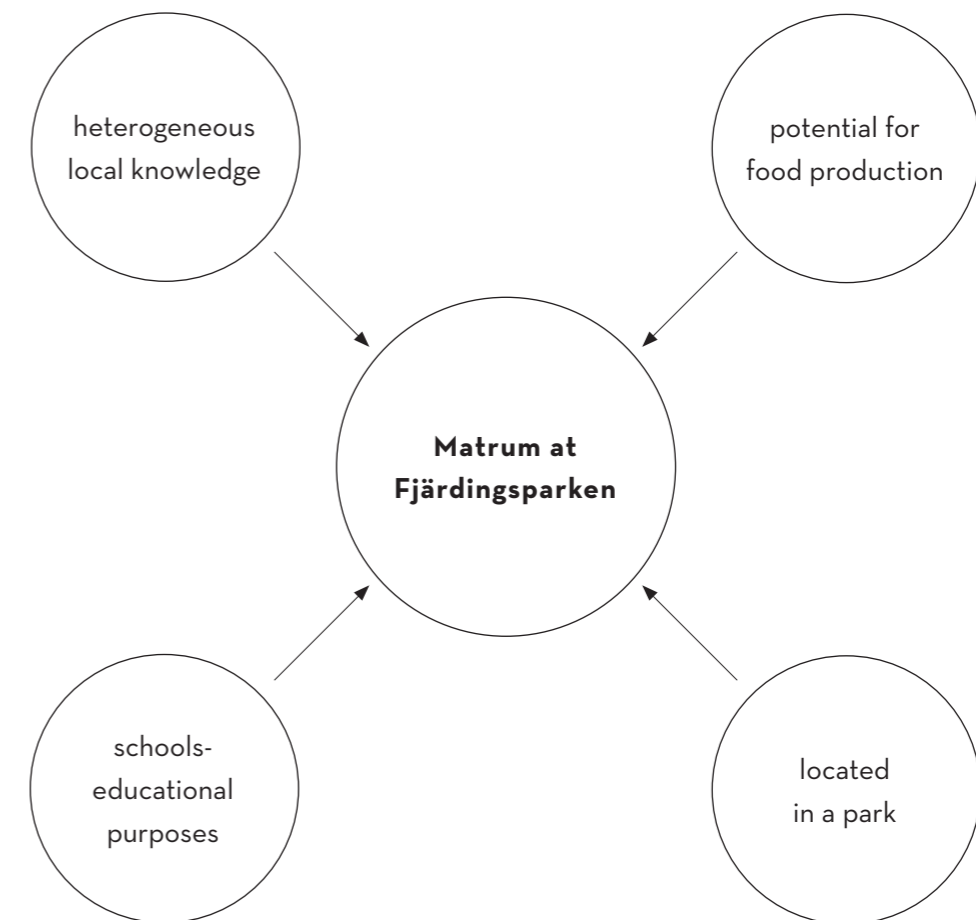 heterogeneous
local knowledge
potential for
food production
Matrum at
Fjärdingsparken
schools-
educational
purposes
located
in a park